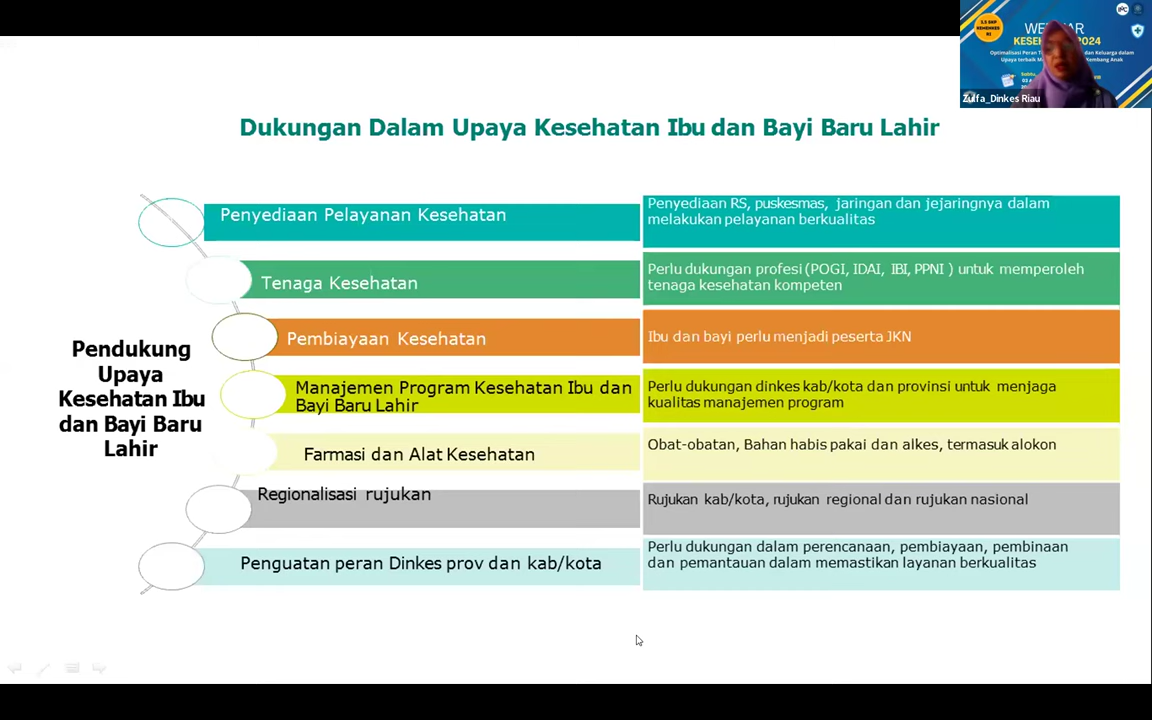 3,5 SKP
KEMENKES
RI
Zulfa_Dinkes Riau
Dukungan Dalam Upaya Kesehatan Ibu dan Bayi Baru Lahir
Pendukung
Upaya
Kesehatan Ibu
dan Bayi Baru
Lahir
Penyediaan Pelayanan Kesehatan
Penyediaan RS, puskesmas, jaringan dan jejaringnya dalam
melakukan pelayanan berkualitas
Tenaga Kesehatan
Perlu dukungan profesi (POGI, IDAI, IBI, PPNI ) untuk memperoleh
tenaga kesehatan kompeten
Pembiayaan Kesehatan
Ibu dan bayi perlu menjadi peserta JKN
Manajemen Program Kesehatan Ibu dan
Bayi Baru Lahir
Perlu dukungan dinkes kab/kota dan provinsi untuk menjaga
kualitas manajemen program
Farmasi dan Alat Kesehatan
Obat-obatan, Bahan habis pakai dan alkes, termasuk alokon
Regionalisasi rujukan
Rujukan kab/kota, rujukan regional dan rujukan nasional
Penguatan peran Dinkes prov dan kab/kota
Perlu dukungan dalam perencanaan, pembiayaan, pembinaan
dan pemantauan dalam memastikan layanan berkualitas